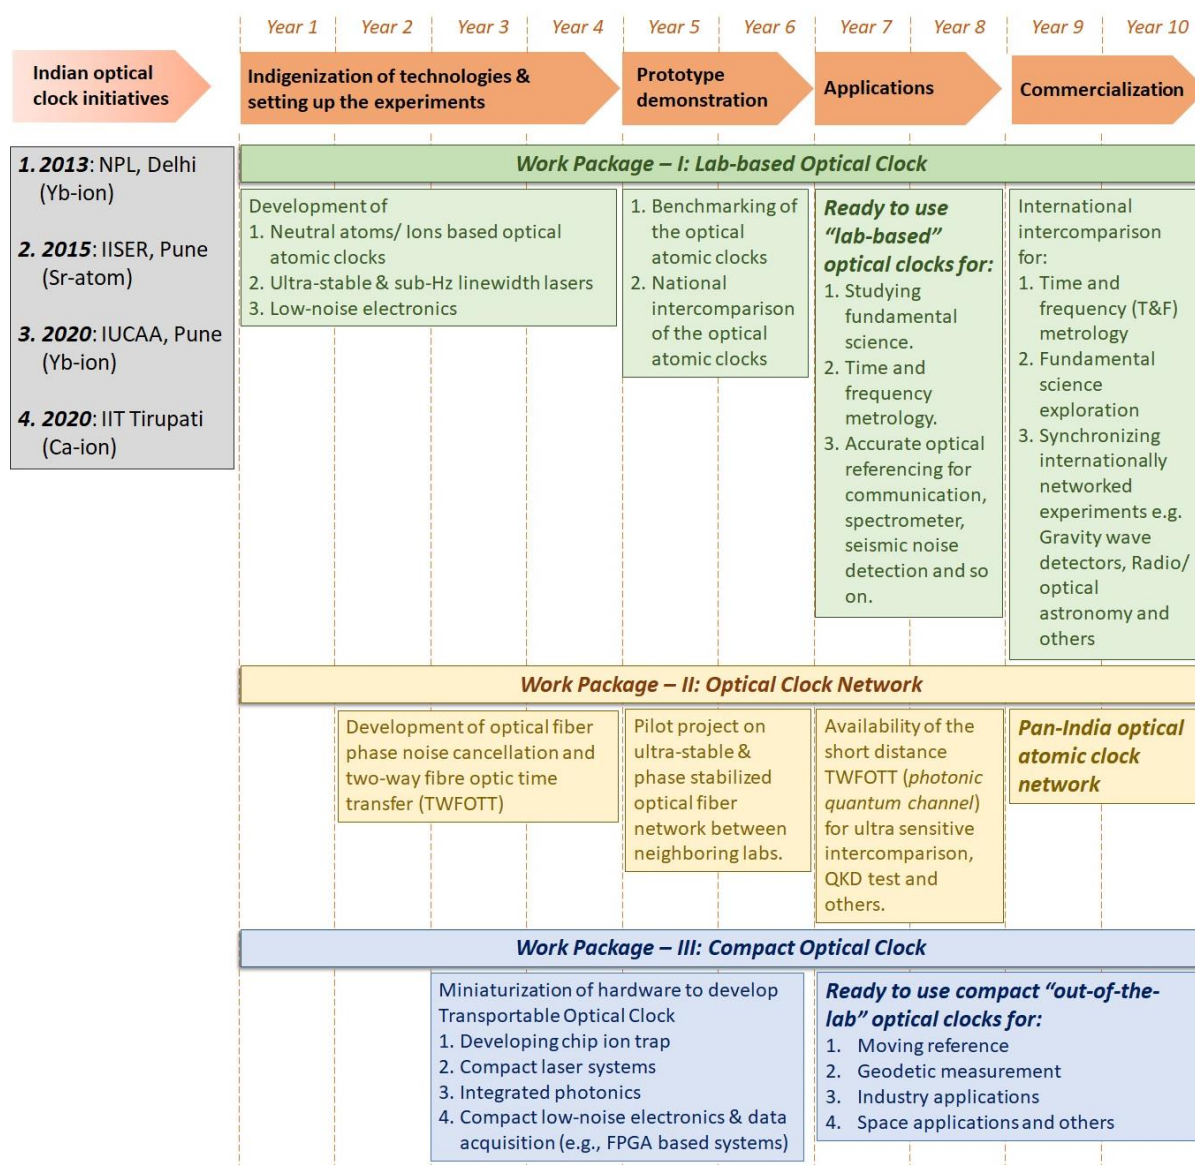 Year 1 Year 2 Year 3 Year 4 Year 5 Year 6 Year 7 Year 8 Year 9 Year 10
Indian optical
clock initiatives
Indigenization of technologies &
setting up the experiments
Prototype
demonstration
Applications
Commercialization
1. 2013: NPL, Delhi
(Yb-ion)
2. 2015: IISER, Pune
(Sr-atom)
3. 2020: IUCAA, Pune
(Yb-ion)
4. 2020: IIT Tirupati
(Ca-ion)
Work Package – I: Lab-based Optical Clock
Development of
1. Neutral atoms/ Ions based optical
atomic clocks
2. Ultra-stable & sub-Hz linewidth lasers
3. Low-noise electronics
1. Benchmarking of
the optical
atomic clocks
2. National
intercomparison
of the optical
atomic clocks
Ready to use
“lab-based”
optical clocks for:
1. Studying
fundamental
science.
2. Time and
frequency
metrology.
3. Accurate optical
referencing for
communication,
spectrometer,
seismic noise
detection and so
on.
International
intercomparison
for:
1. Time and
frequency (T&F)
metrology
2. Fundamental
science
exploration
3. Synchronizing
internationally
networked
experiments e.g.
Gravity wave
detectors, Radio/
optical
astronomy and
others
Work Package – II: Optical Clock Network
Development of optical fiber
phase noise cancellation and
two-way fibre optic time
transfer (TWFOTT)
Pilot project on
ultra-stable &
phase stabilized
optical fiber
network between
neighboring labs.
Availability of the
short distance
TWFOTT (photonic
quantum channel)
for ultra sensitive
intercomparison,
QKD test and
others.
Pan-India optical
atomic clock
network
Work Package – III: Compact Optical Clock
Miniaturization of hardware to develop
Transportable Optical Clock
1. Developing chip ion trap
2. Compact laser systems
3. Integrated photonics
4. Compact low-noise electronics & data
acquisition (e.g., FPGA based systems)
Ready to use compact “out-of-the-
lab” optical clocks for:
1. Moving reference
2. Geodetic measurement
3. Industry applications
4. Space applications and others